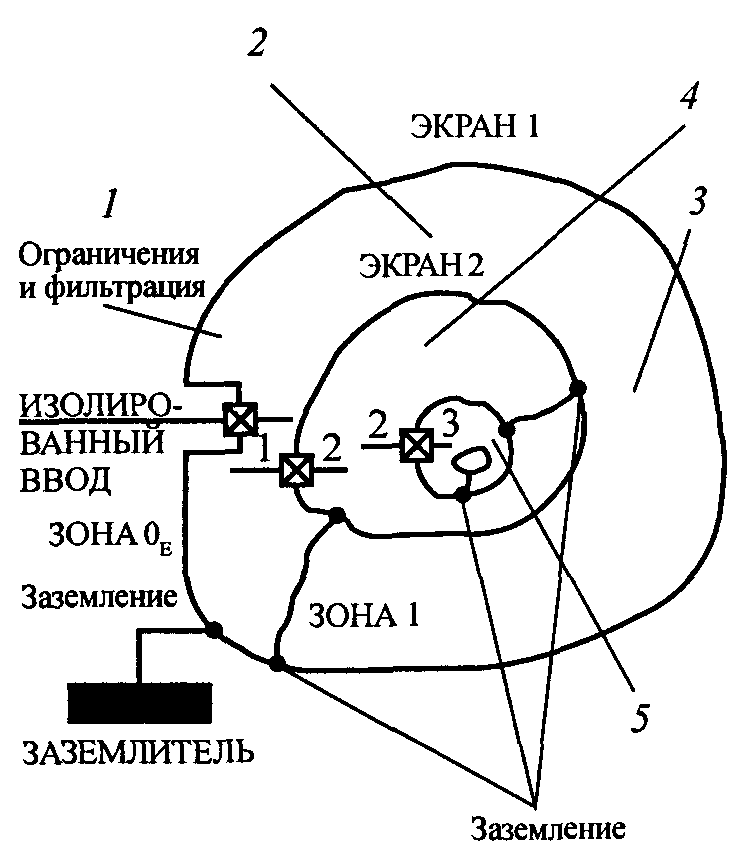 2
4
ЭКРАН 1
1
3
Ограничения
и фильтрация
ЭКРАН 2
ИЗОЛИРО-
ВАННЫЙ
ВВОД
1 2
2 3
ЗОНА 0E
Заземление
ЗОНА 1
5
ЗАЗЕМЛИТЕЛЬ
Заземление